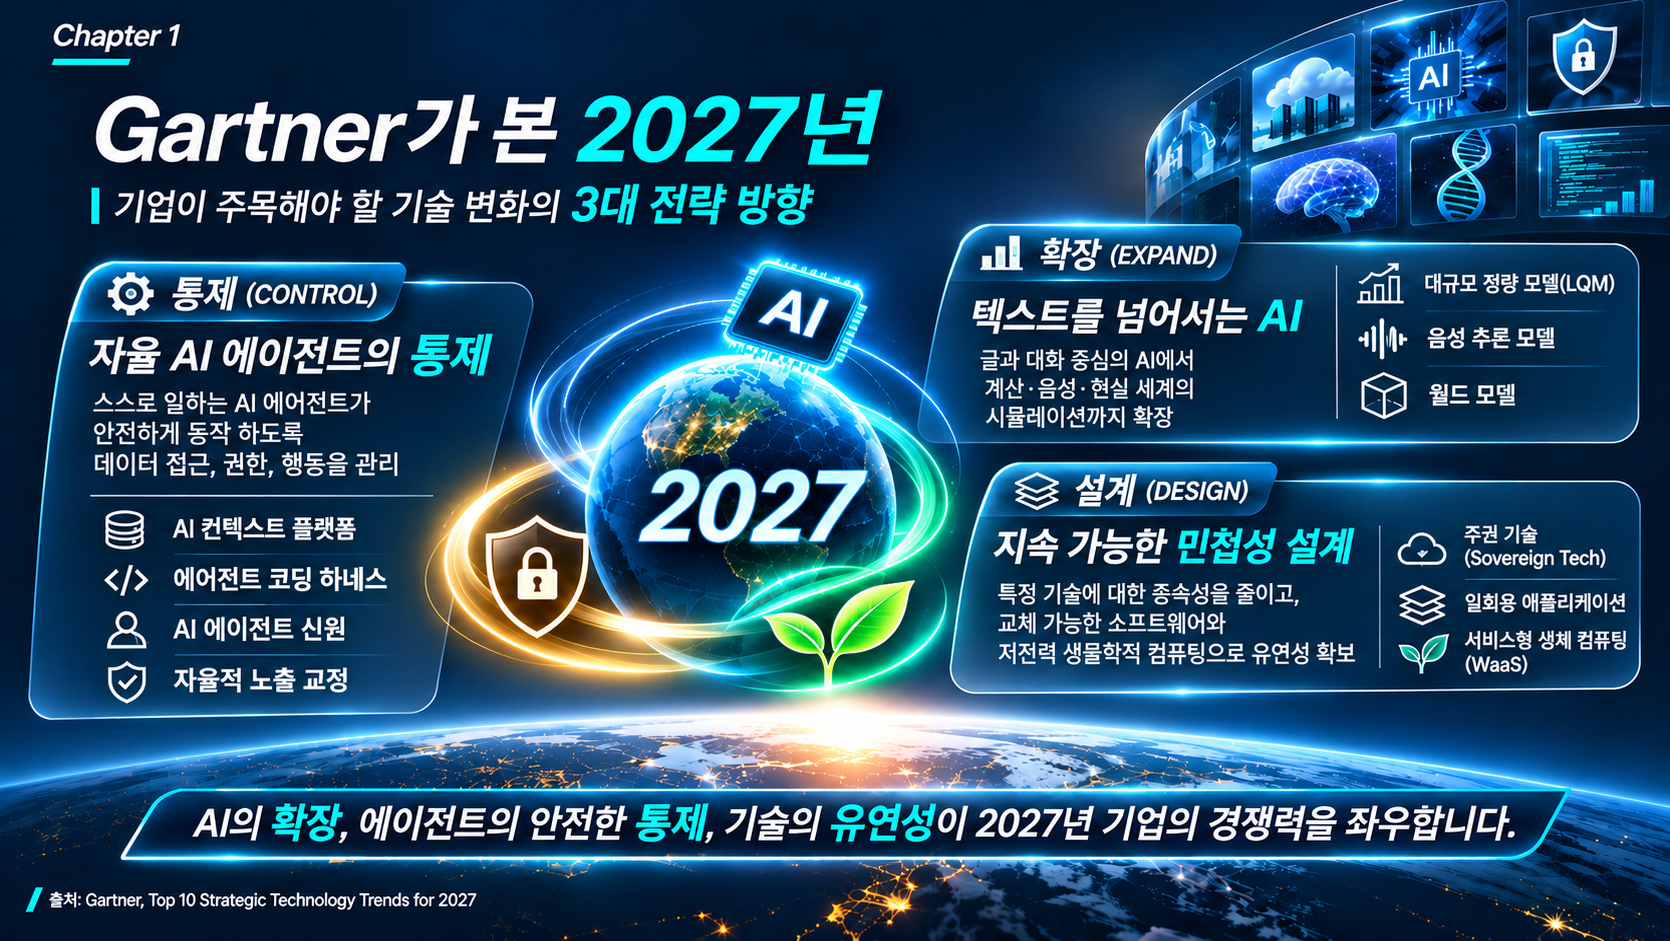 Chapter 1
Gartner가 본 2027년
기업이 주목해야 할 기술 변화의 3대 전략 방향
통제 (CONTROL)
자율 AI 에이전트의 통제
스스로 일하는 AI 에어전트가
안전하게 동작 하도록
데이터 접근, 권한, 행동을 관리
AI 컨텍스트 플랫폼
에어전트 코딩 하네스
AI 에이전트 신원
자율적 노출 교정
AI
2027
AI
확장 (EXPAND)
텍스트를 넘어서는 AI
글과 대화 중심의 AI에서
계산·음성·현실 세계의
시뮬레이션까지 확장
대규모 정량 모델(LQM)
음성 추론 모델
월드 모델
설계 (DESIGN)
지속 가능한 민첩성 설계
특정 기술에 대한 종속성을 줄이고,
교체 가능한 소프트웨어와
저전력 생물학적 컴퓨팅으로 유연성 확보
주권 기술
(Sovereign Tech)
일회용 애플리케이션
서비스형 생체 컴퓨팅
(WaaS)
AI의 확장, 에이전트의 안전한 통제, 기술의 유연성이 2027년 기업의 경쟁력을 좌우합니다.
출처: Gartner, Top 10 Strategic Technology Trends for 2027